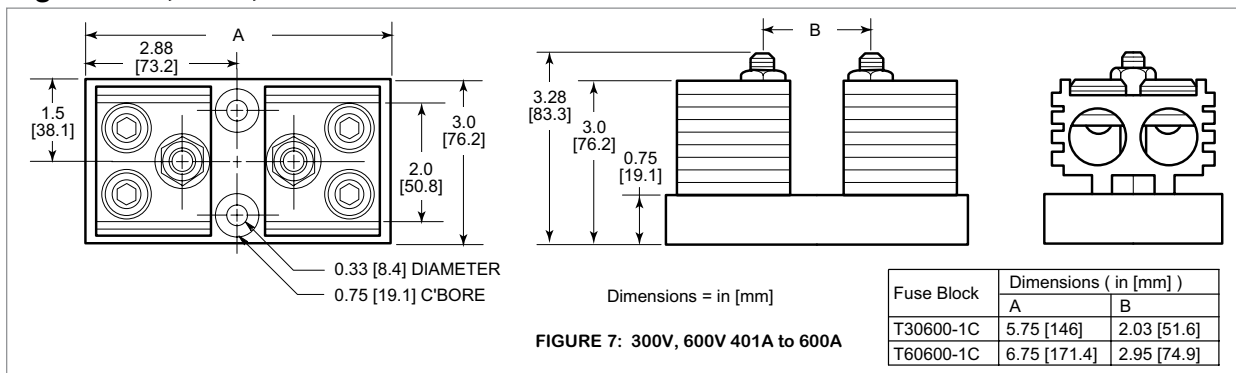 A
2.88
[73.2]
1.5
[38.1]
3.0
[76.2]
2.0
[50.8]
0.33 [8.4] DIAMETER
0.75 [19.1] C'BORE
B
3.28
[83.3]
3.0
[76.2]
0.75
[19.1]
Dimensions = in [mm]
FIGURE 7: 300V, 600V 401A to 600A
Fuse Block Dimensions ( in [mm] )
A B
T30600-1C 5.75 [146] 2.03 [51.6]
T60600-1C 6.75 [171.4] 2.95 [74.9]